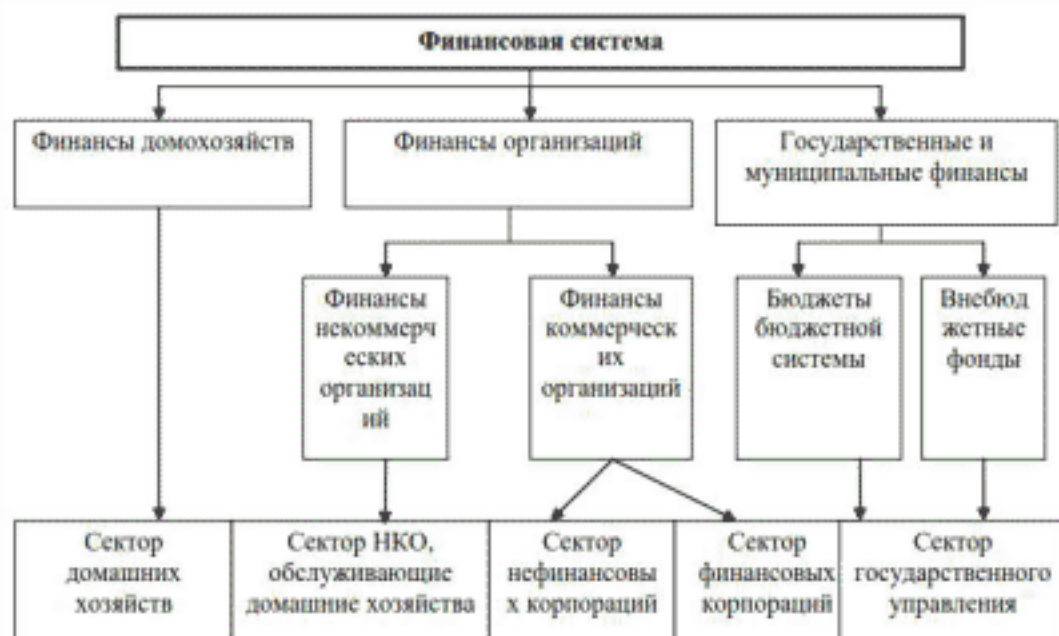 Финансовая система
Финансы домохозяйств
Финансы организаций
Государственные и
муниципальные финансы
Финансы
некоммерч
еских
организац
ий
Финансы
коммерческ
их
организаций
Бюджеты
бюджетной
системы
Внебюд
жетные
фонды
Сектор
домашних
хозяйств
Сектор НКО,
обслуживающие
домашние хозяйства
Сектор
нефинансовы
х корпораций
Сектор
финансовых
корпораций
Сектор
государственного
управления